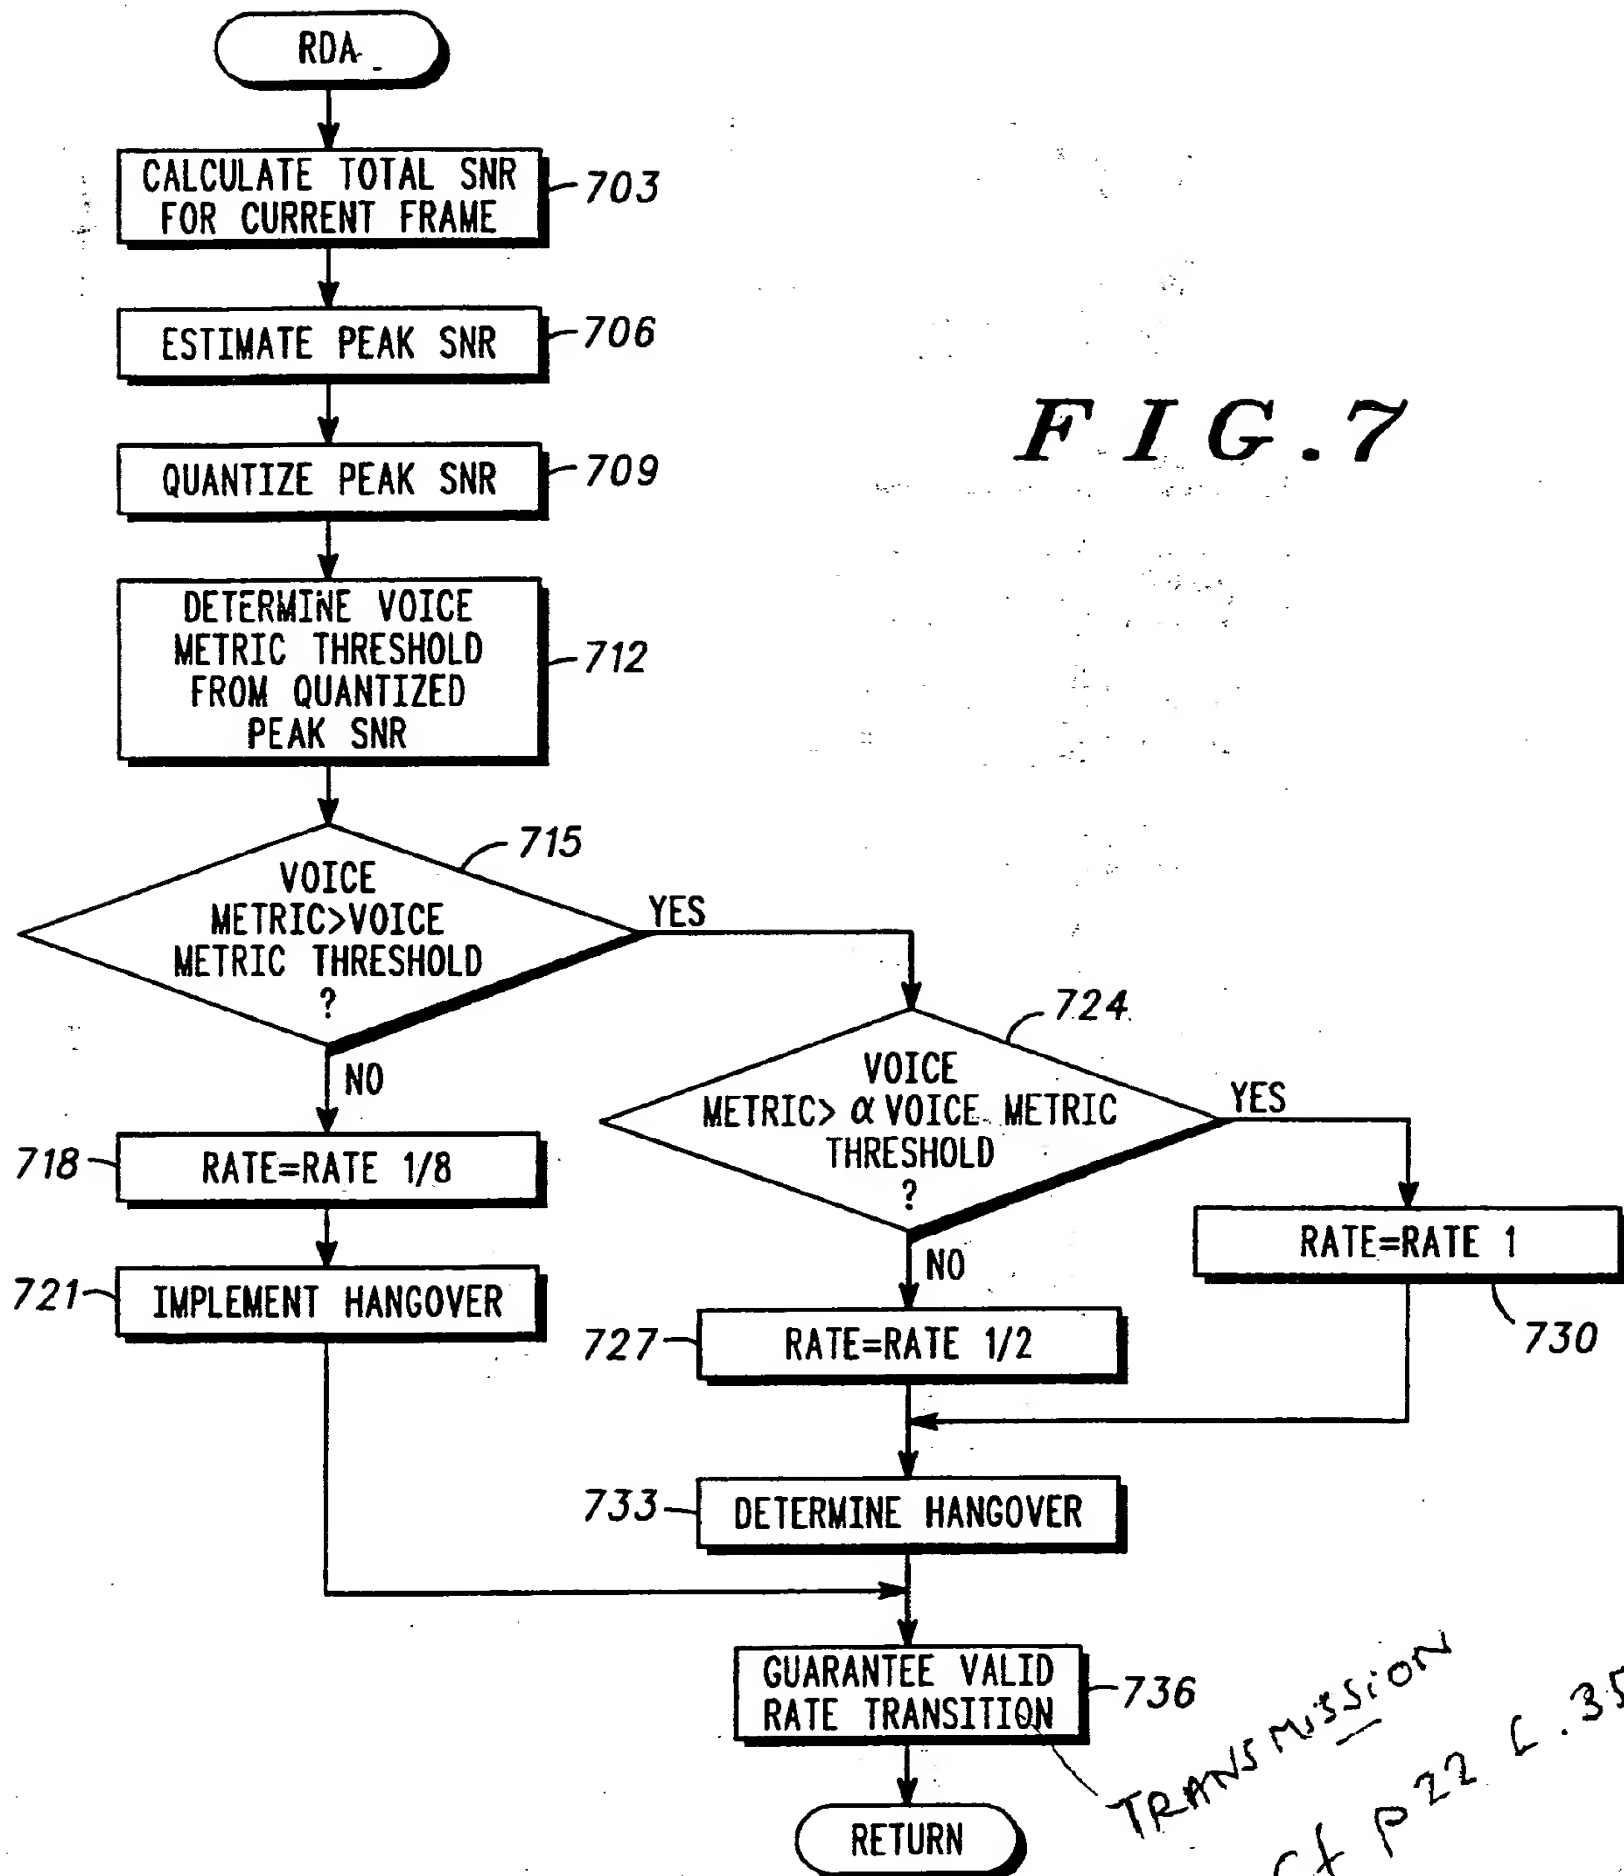 RDA
CALCULATE TOTAL SNR
FOR CURRENT FRAME
703
ESTIMATE PEAK SNR
706
FIG.7
QUANTIZE PEAK SNR
709
DETERMINE VOICE
METRIC THRESHOLD
FROM QUANTIZED
PEAK SNR
712
715
VOICE
METRIC>VOICE
METRIC THRESHOLD
?
YES
NO
724
VOICE
METRIC> α VOICE METRIC
THRESHOLD
?
YES
NO
718
RATE=RATE 1/8
RATE=RATE 1
730
721
IMPLEMENT HANGOVER
727
RATE=RATE 1/2
733
DETERMINE HANGOVER
GUARANTEE VALID
RATE TRANSITION
736
TRANSMISSION
Cf p22 L.35
RETURN